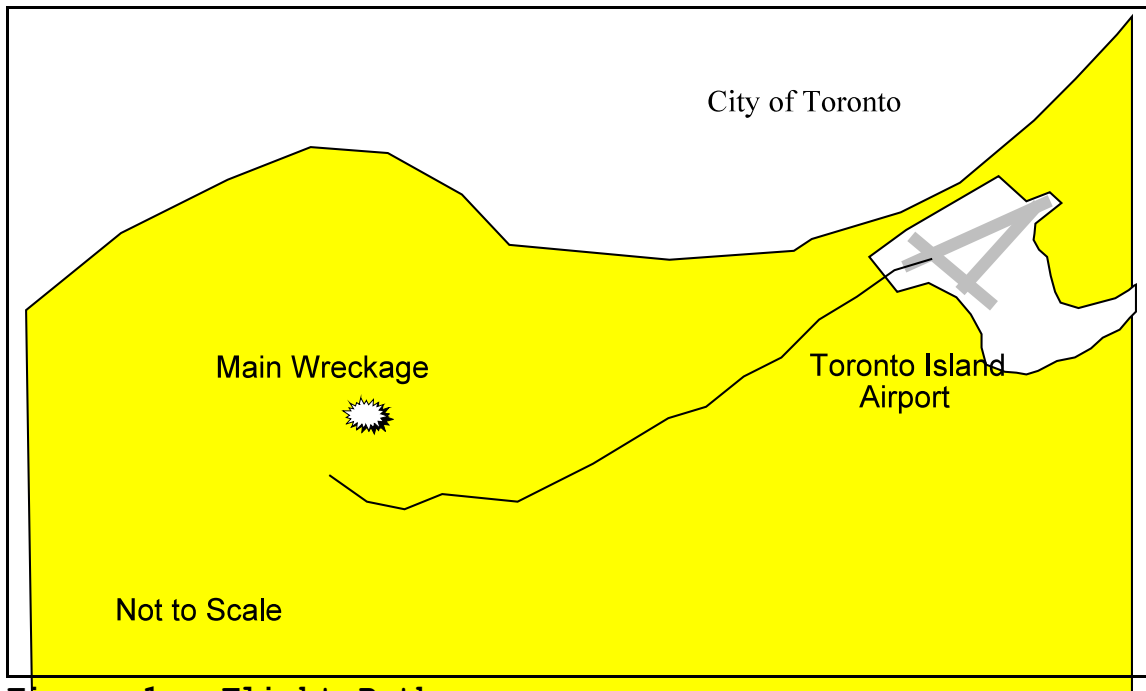 City of Toronto
Main Wreckage
Toronto Island
Airport
Not to Scale